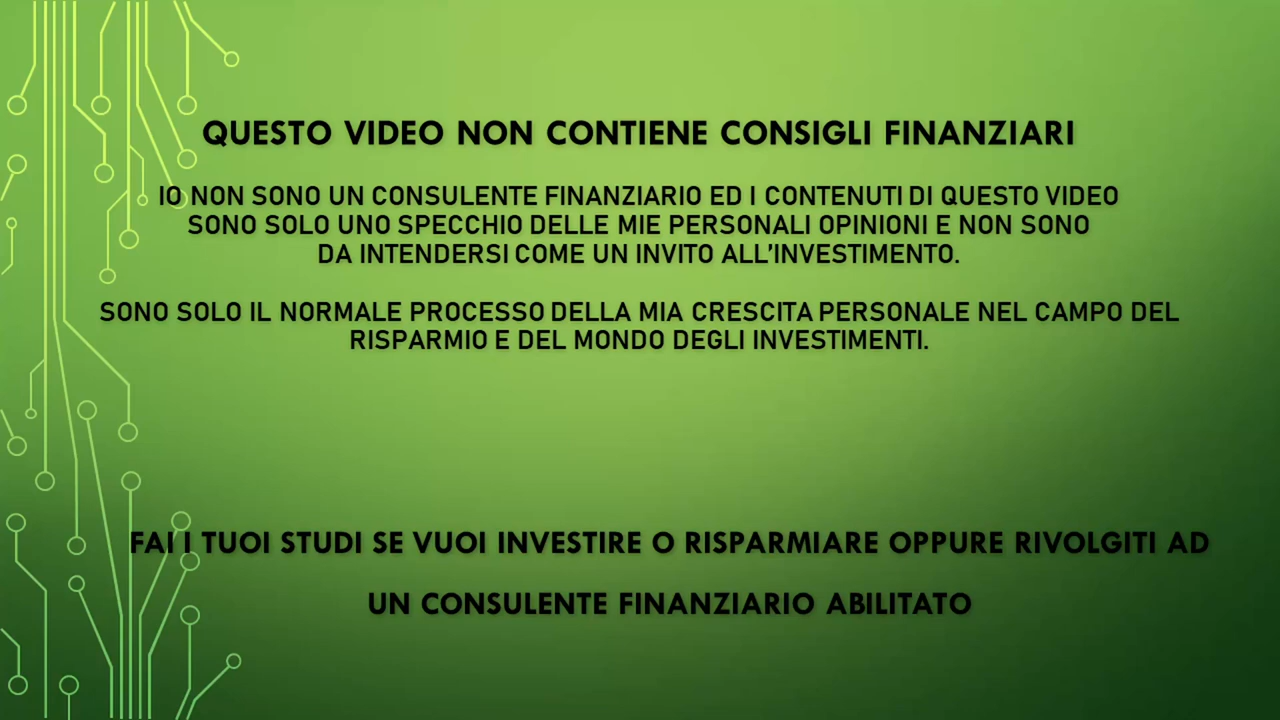 QUESTO VIDEO NON CONTIENE CONSIGLI FINANZIARI
IO NON SONO UN CONSULENTE FINANZIARIO ED I CONTENUTI DI QUESTO VIDEO
SONO SOLO UNO SPECCHIO DELLE MIE PERSONALI OPINIONI E NON SONO
DA INTENDERSI COME UN INVITO ALL'INVESTIMENTO.
SONO SOLO IL NORMALE PROCESSO DELLA MIA CRESCITA PERSONALE NEL CAMPO DEL
RISPARMIO E DEL MONDO DEGLI INVESTIMENTI.
FAI I TUOI STUDI SE VUOI INVESTIRE O RISPARMIARE OPPURE RIVOLGITI AD
UN CONSULENTE FINANZIARIO ABILITATO